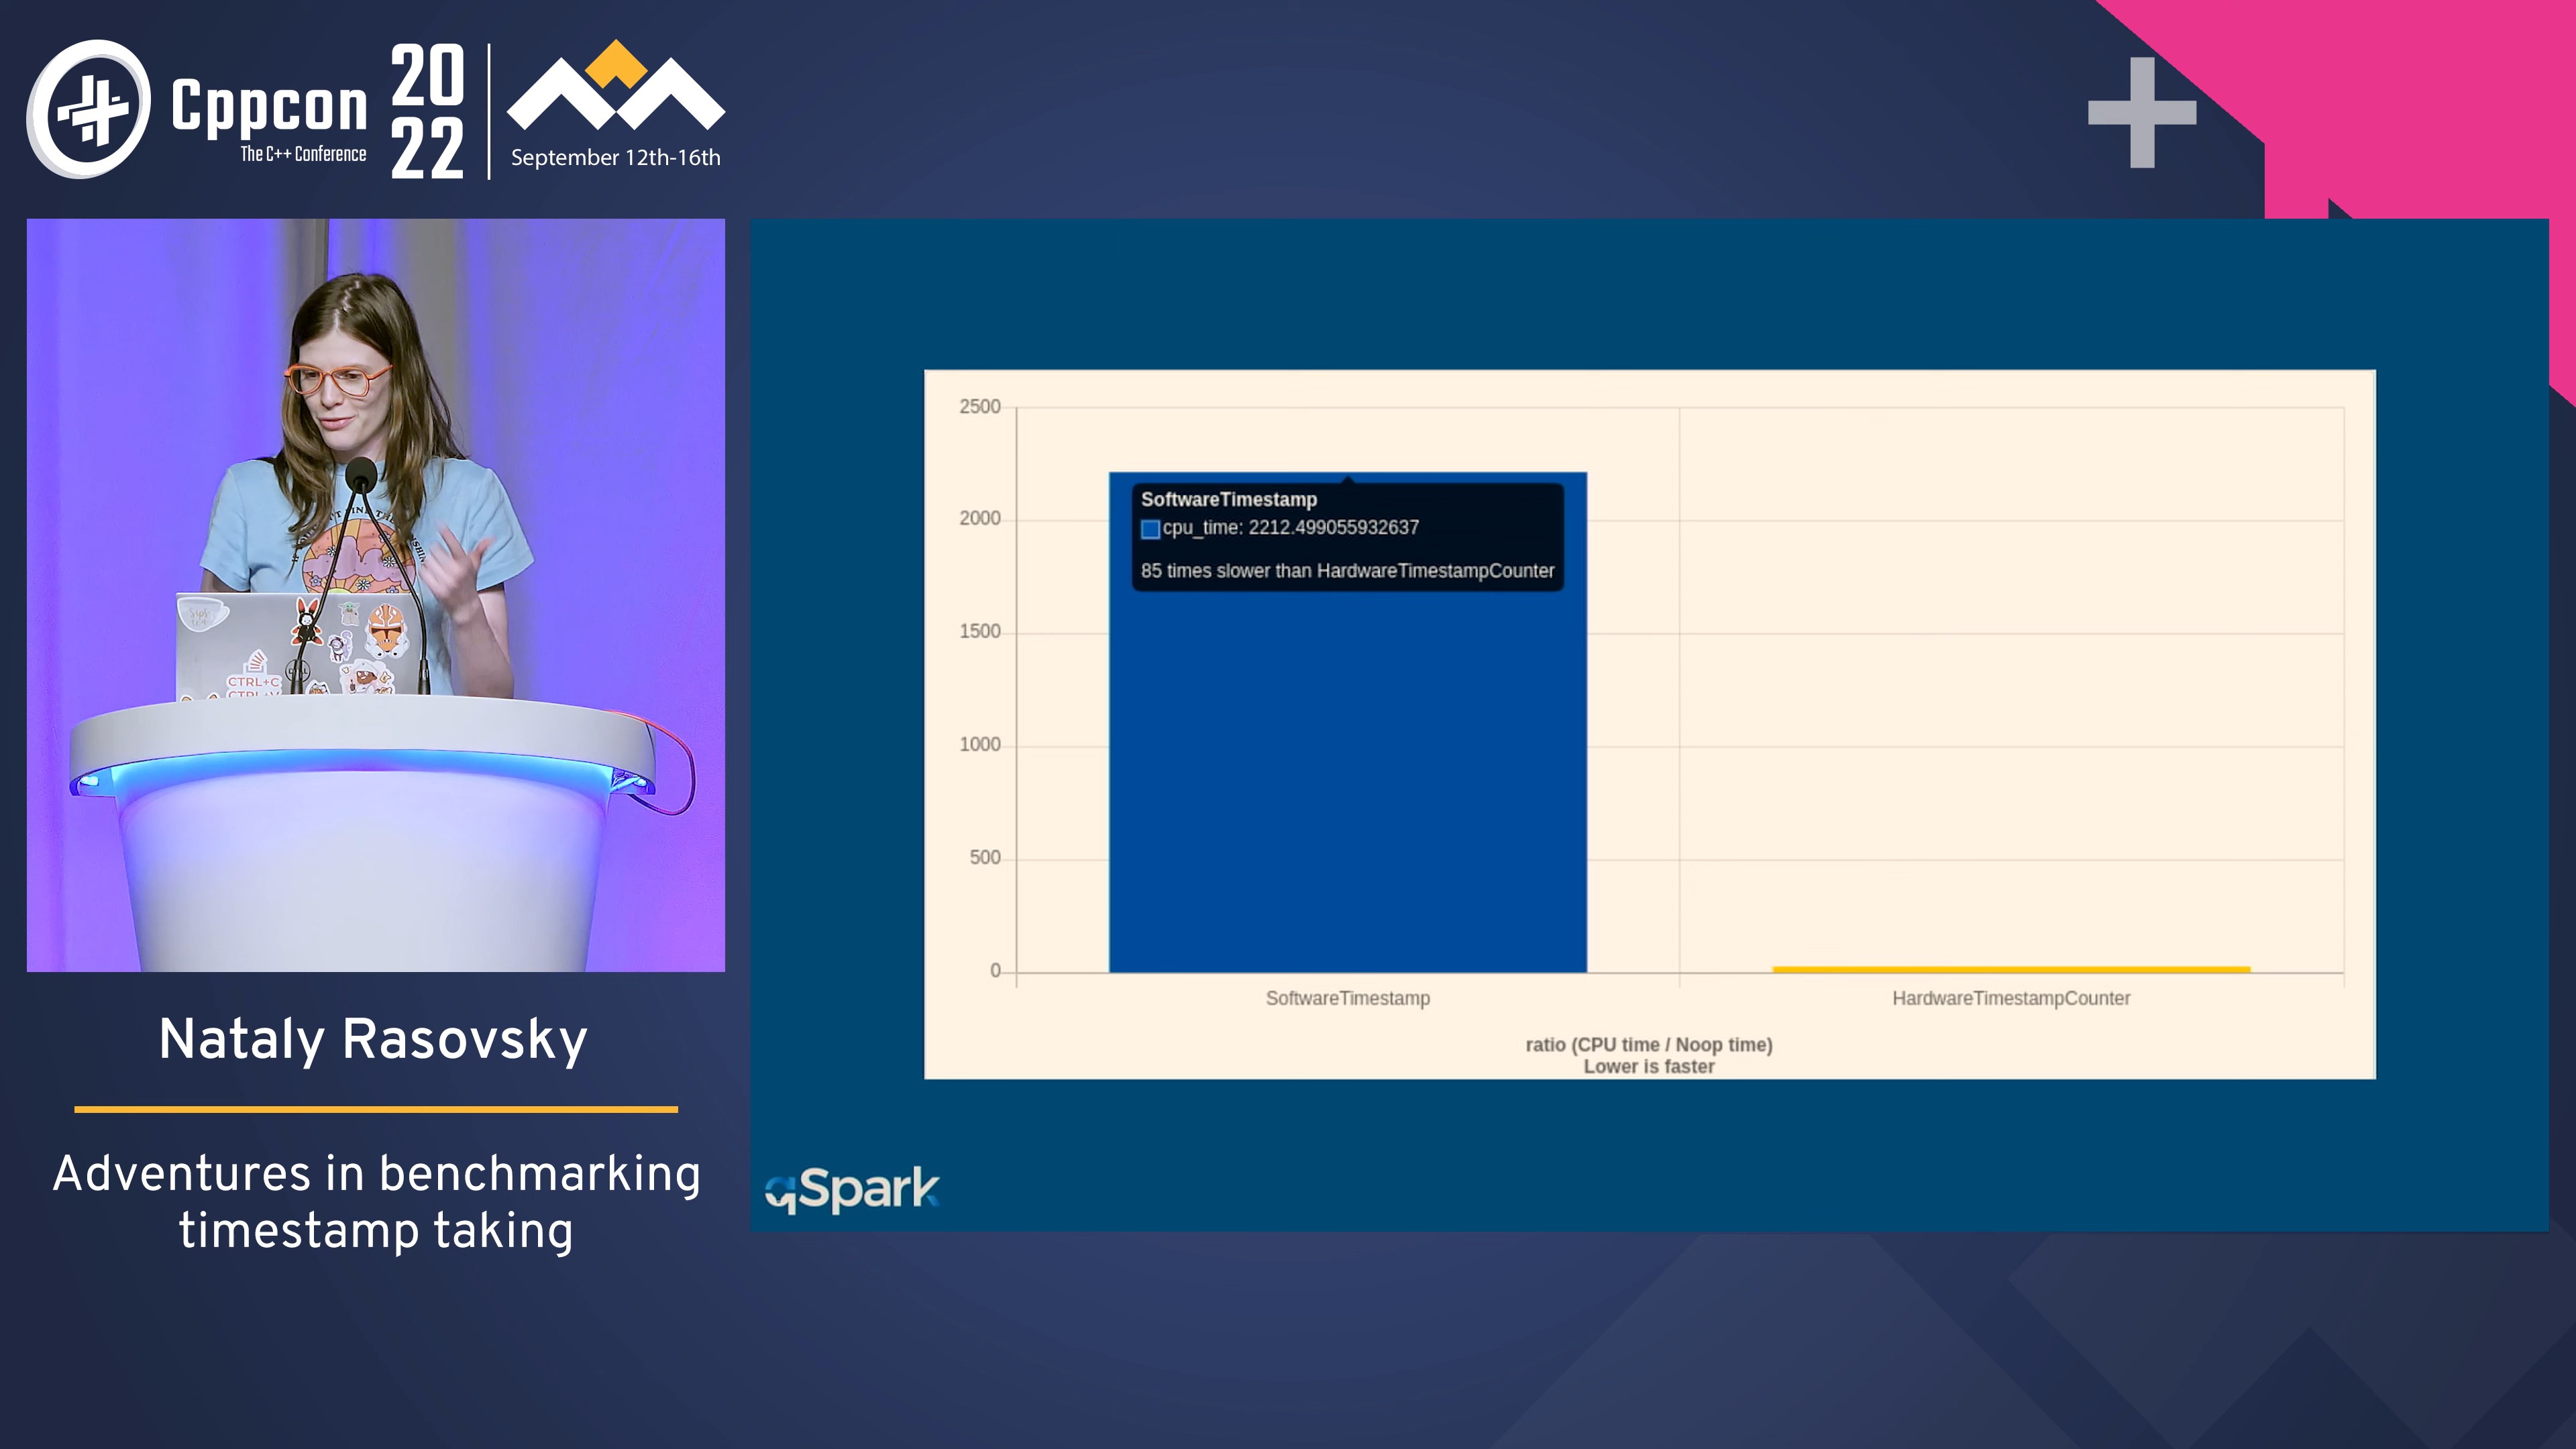 Cppcon
The C++ Conference
20
22
September 12th-16th
CTRL+C
CTRL+V
Nataly Rasovsky
Adventures in benchmarking
timestamp taking
2500
2000
1500
1000
500
0
SoftwareTimestamp
cpu_time: 2212.499055932637
85 times slower than HardwareTimestampCounter
SoftwareTimestamp
HardwareTimestampCounter
ratio (CPU time / Noop time)
Lower is faster
qSpark